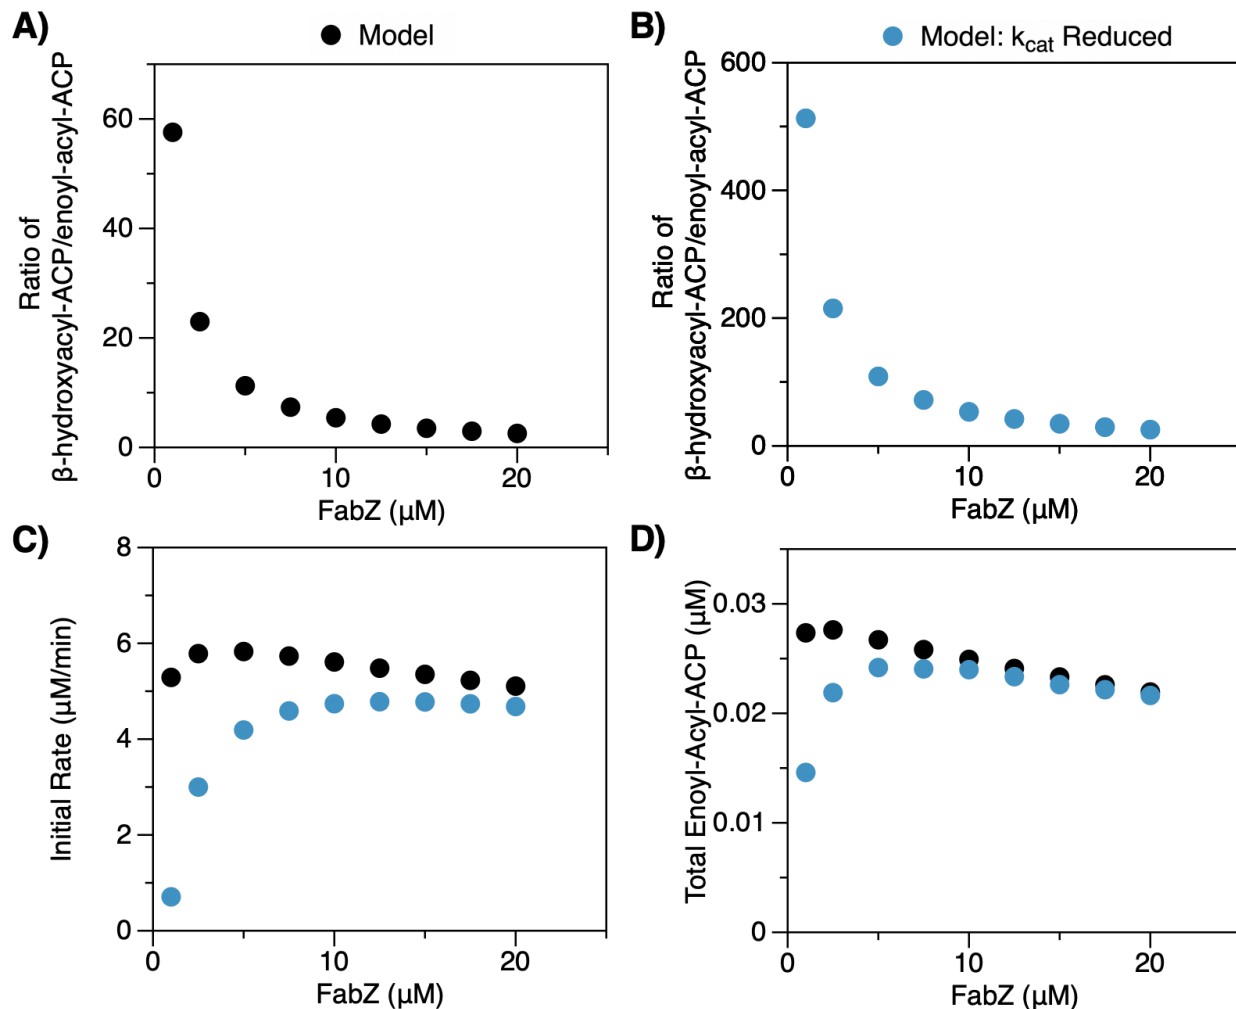 A)
Model
Ratio of
β-hydroxyacyl-ACP/enoyl-acyl-ACP
60
40
20
0
0
10
20
FabZ (μM)
B)
Model: kcat Reduced
Ratio of
β-hydroxyacyl-ACP/enoyl-acyl-ACP
600
400
200
0
0
10
20
FabZ (μM)
C)
Initial Rate (μM/min)
8
6
4
2
0
0
10
20
FabZ (μM)
D)
Total Enoyl-Acyl-ACP (μM)
0.03
0.02
0.01
0
0
10
20
FabZ (μM)